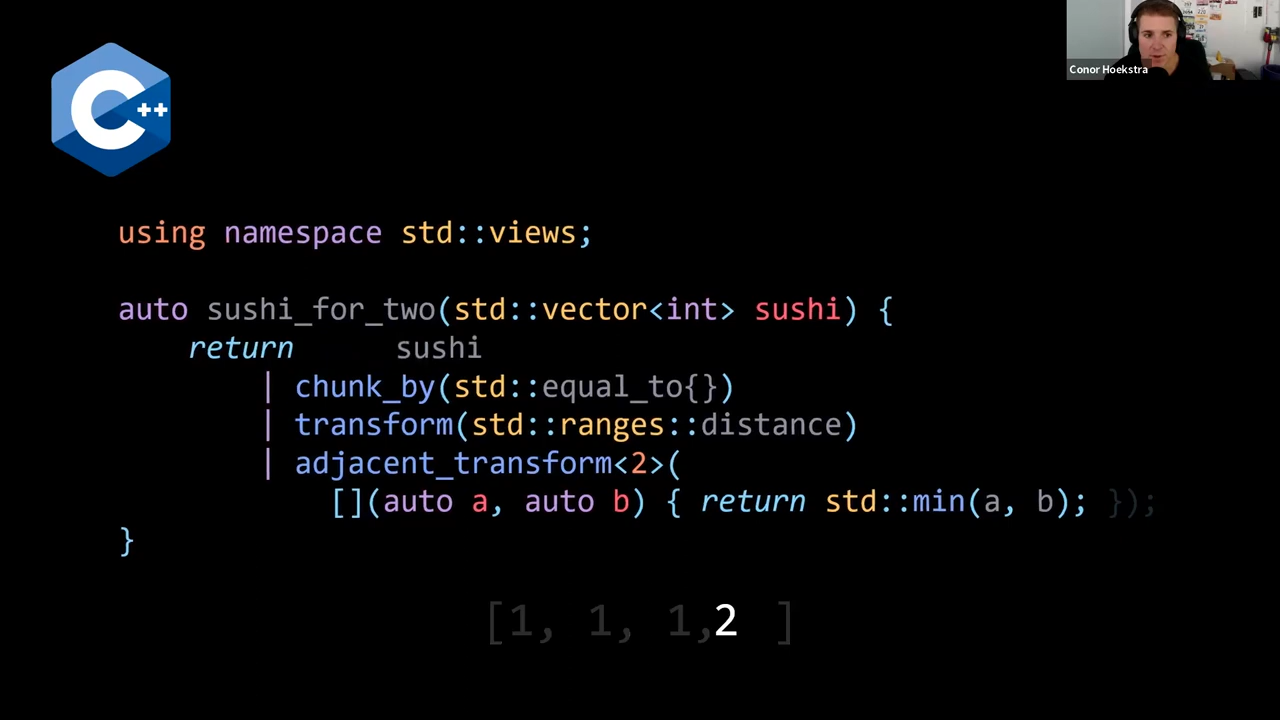 Conor Hoekstra
C++
using namespace std::views;
auto sushi_for_two(std::vector<int> sushi) {
return sushi
| chunk_by(std::equal_to{})
| transform(std::ranges::distance)
| adjacent_transform<2>(
[](auto a, auto b) { return std::min(a, b); });
}
[1, 1, 1,2 ]